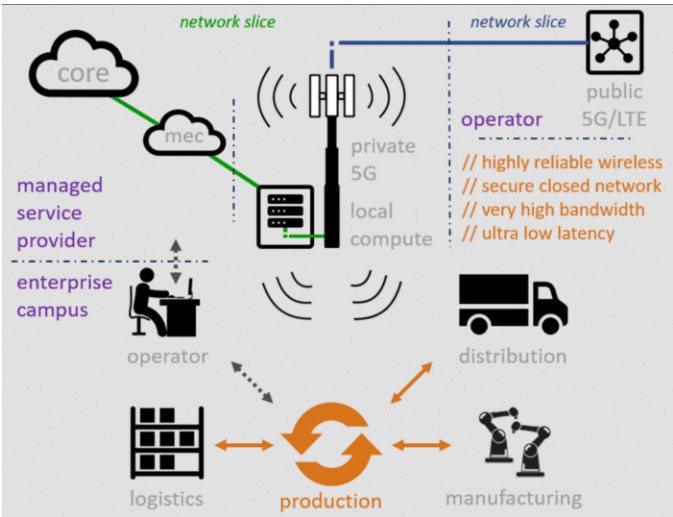 network slice
network slice
core
mec
private
5G
public
5G/LTE
operator
// highly reliable wireless
// secure closed network
// very high bandwidth
// ultra low latency
managed
service
provider
local
compute
enterprise
campus
operator
distribution
logistics
production
manufacturing